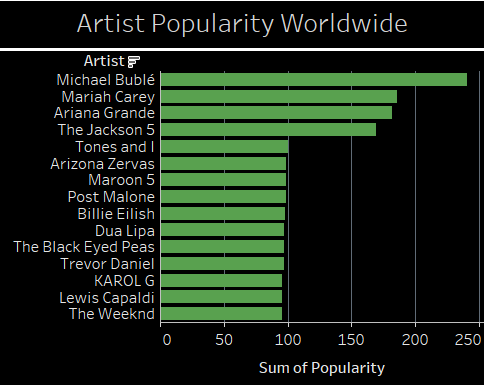 Artist Popularity Worldwide
Artist
Michael Bublé
Mariah Carey
Ariana Grande
The Jackson 5
Tones and I
Arizona Zervas
Maroon 5
Post Malone
Billie Eilish
Dua Lipa
The Black Eyed Peas
Trevor Daniel
KAROL G
Lewis Capaldi
The Weeknd
0 50 100 150 200 250
Sum of Popularity